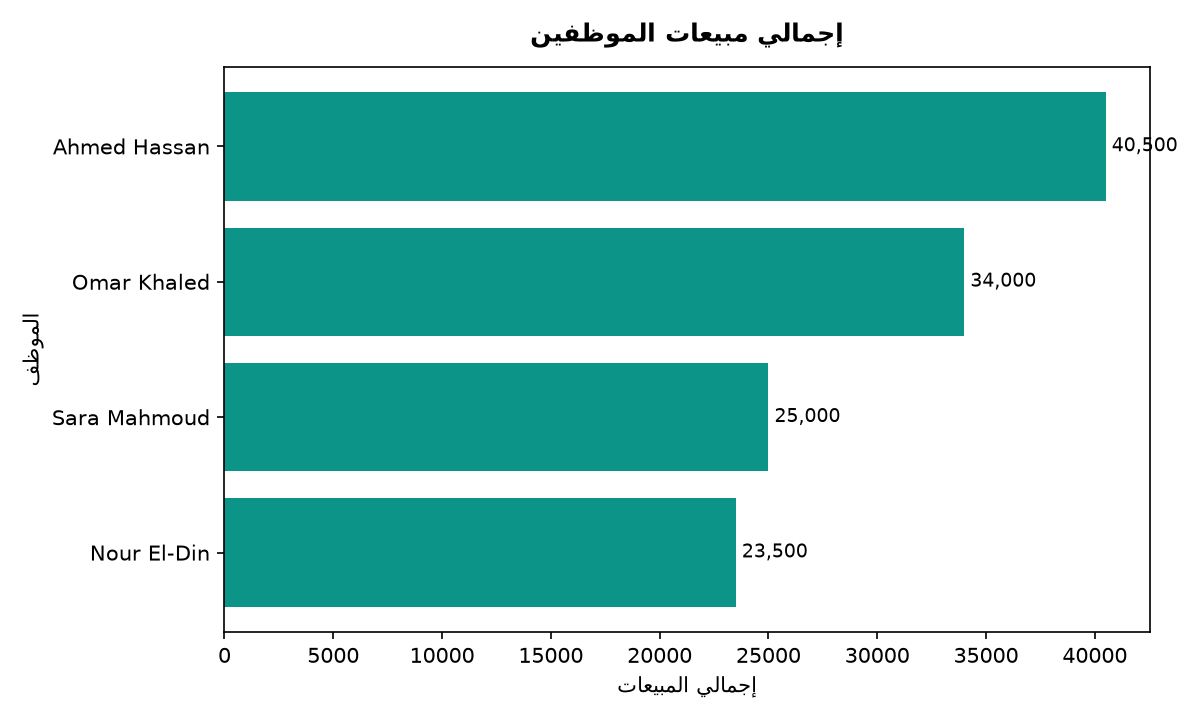 إجمالي مبيعات الموظفين
الموظف
Ahmed Hassan 40,500
Omar Khaled 34,000
Sara Mahmoud 25,000
Nour El-Din 23,500
0 5000 10000 15000 20000 25000 30000 35000 40000
إجمالي المبيعات